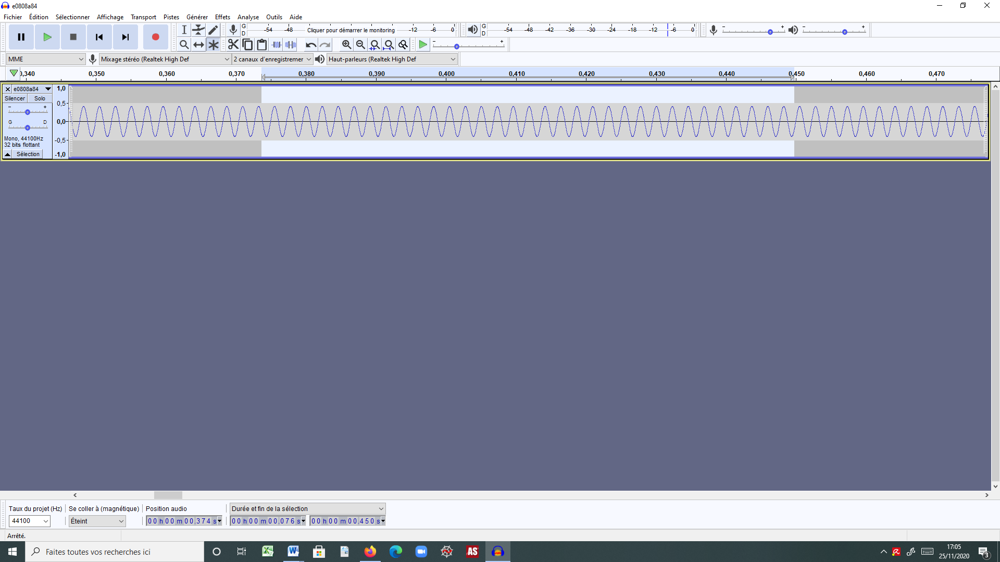 e0808a84
Fichier Édition Sélectionner Affichage Transport Pistes Générer Effets Analyse Outils Aide
G D -54 -48 Cliquer pour démarrer le monitoring -12 -6 0 G D -54 -48 -42 -36 -30 -24 -18 -12 -6 0 - + - +
- +
MME Mixage stéréo (Realtek High Def 2 canaux d'enregistremer Haut-parleurs (Realtek High Def
0,340 0,350 0,360 0,370 0,380 0,390 0,400 0,410 0,420 0,430 0,440 0,450 0,460 0,470
e0808a84 1,0
Silencer Solo 0,5
- +
G D 0,0
Mono, 44100Hz -0,5
32 bits flottant
Sélection -1,0
Taux du projet (Hz) Se coller à (magnétique) Position audio Durée et fin de la sélection
44100 Éteint 00 h 00 m 00.374 s 00 h 00 m 00.076 s 00 h 00 m 00.450 s
Arrêté.
Faites toutes vos recherches ici AS 17:05
25/11/2020 3